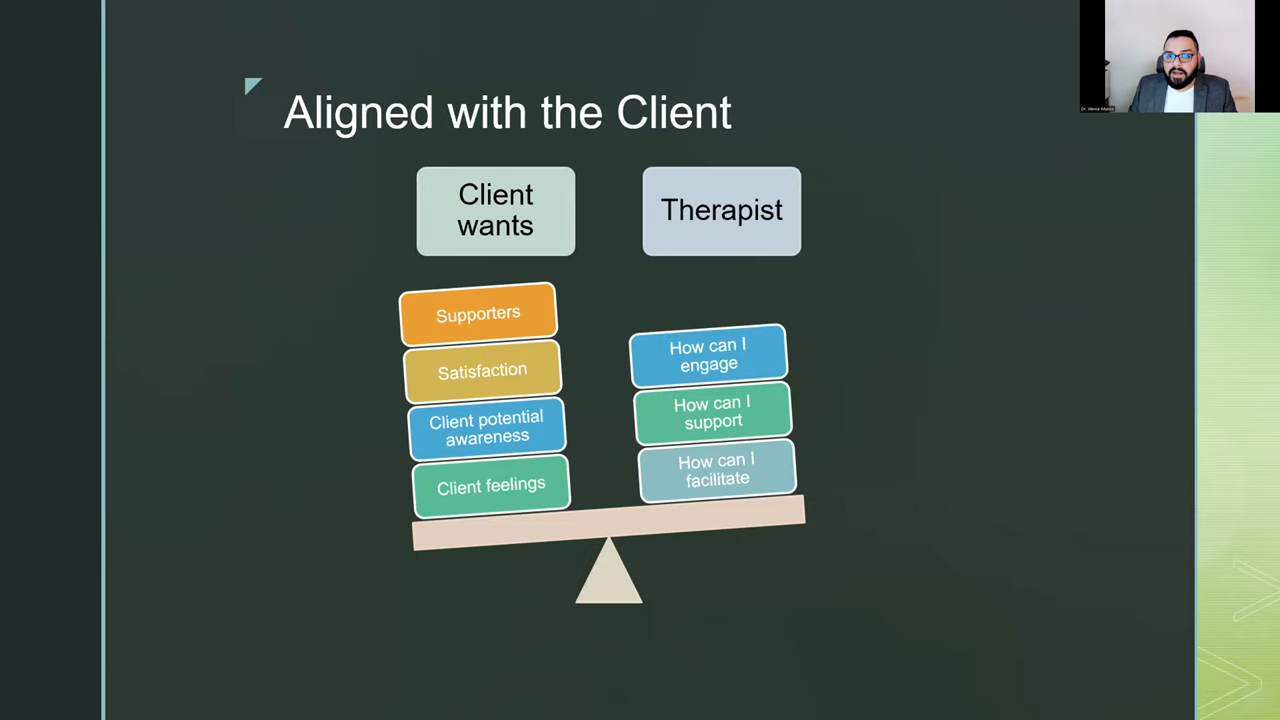 Aligned with the Client
Client
wants
Therapist
Supporters
Satisfaction
Client potential
awareness
Client feelings
How can I
engage
How can I
support
How can I
facilitate